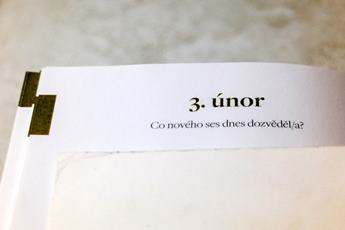 3. únor
Co nového ses dnes dozvěděl/a?